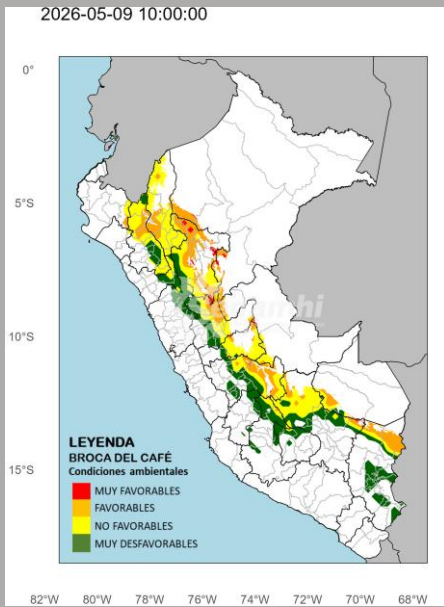 2026-05-09 10:00:00
0°
5°S
10°S
15°S
senamhi
LEYENDA
BROCA DEL CAFÉ
Condiciones ambientales
MUY FAVORABLES
FAVORABLES
NO FAVORABLES
MUY DESFAVORABLES
82°W 80°W 78°W 76°W 74°W 72°W 70°W 68°W